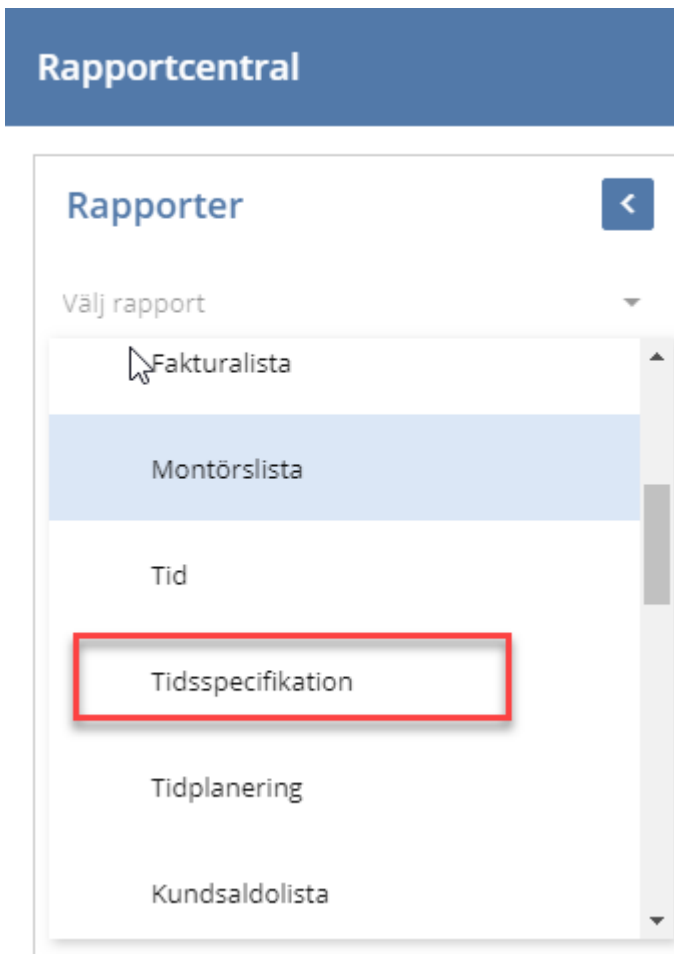 Rapportcentral
Rapporter
Välj rapport
Fakturalista
Montörslista
Tid
Tidsspecifikation
Tidplanering
Kundsaldolista